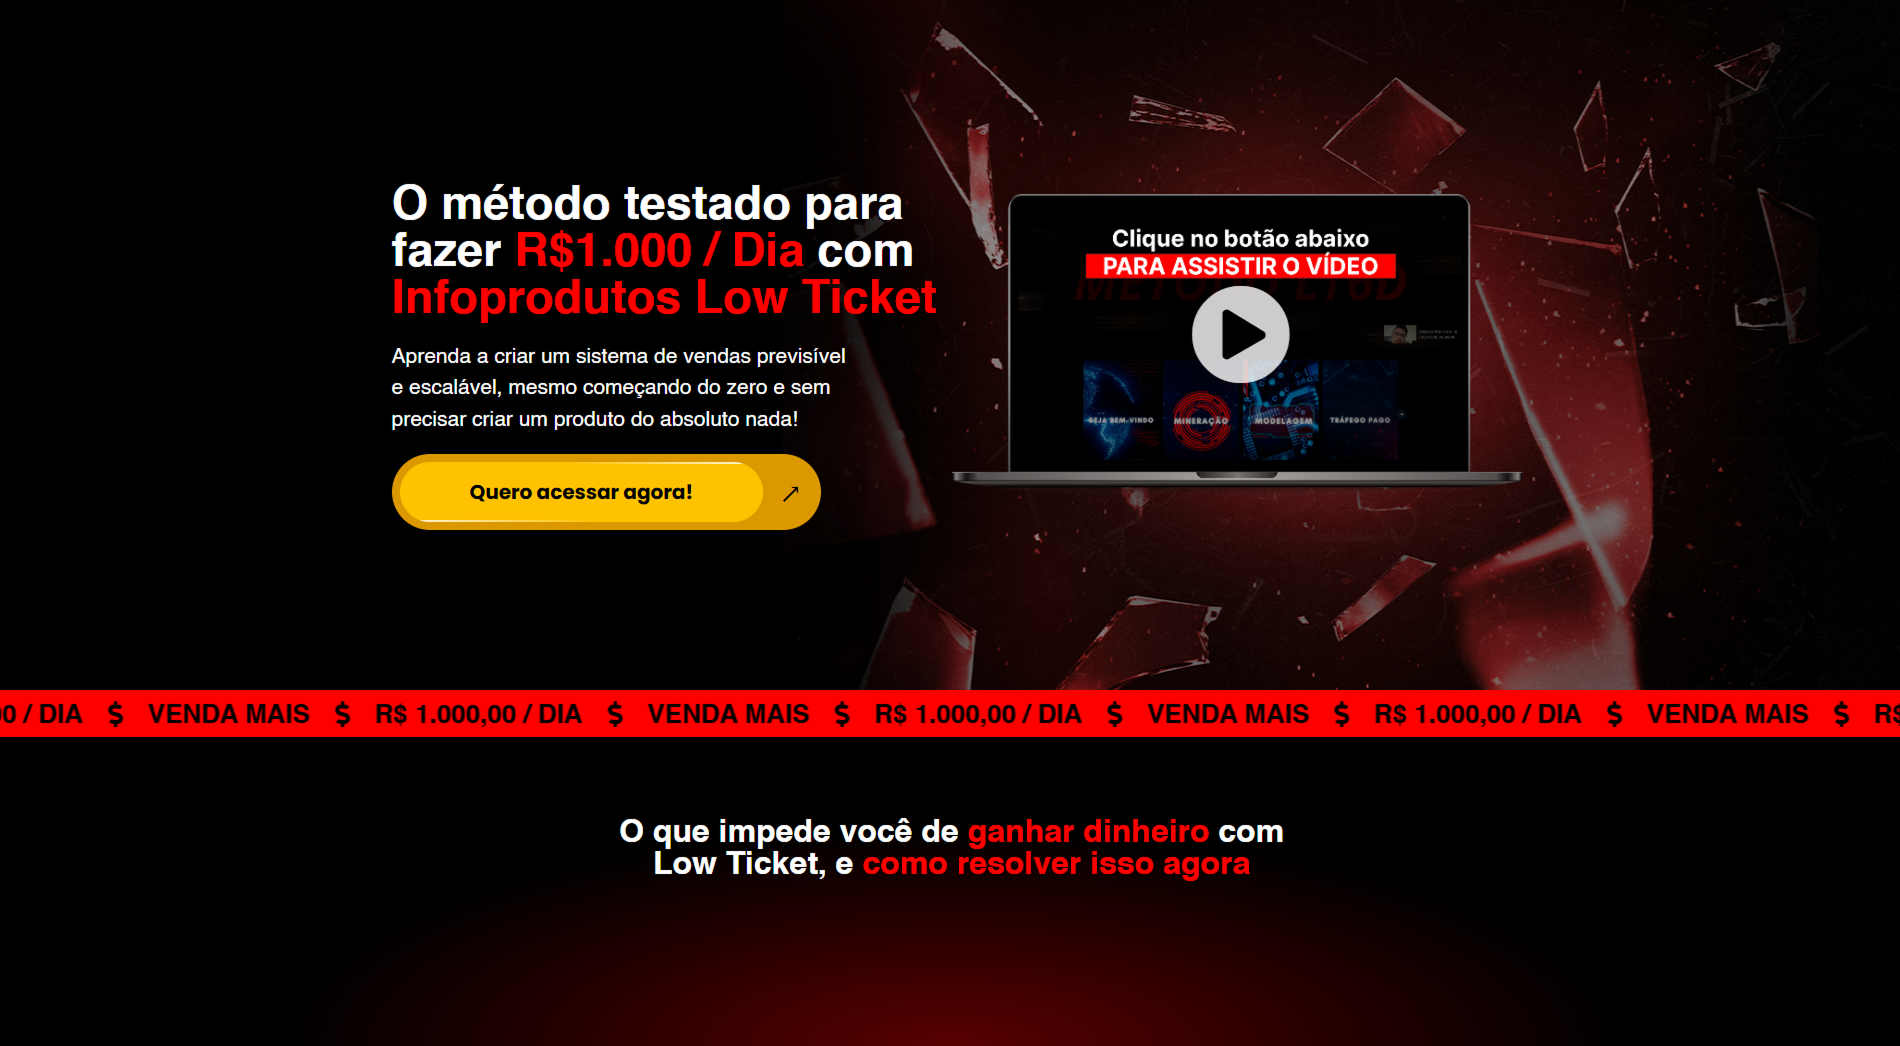 O método testado para
fazer R$1.000 / Dia com
Infoprodutos Low Ticket
Aprenda a criar um sistema de vendas previsível
e escalável, mesmo começando do zero e sem
precisar criar um produto do absoluto nada!
Quero acessar agora!
Clique no botão abaixo
PARA ASSISTIR O VÍDEO
SEJA BEM-VINDO
MINERAÇÃO
MODELAGEM
TRÁFEGO PAGO
00 / DIA $ VENDA MAIS $ R$ 1.000,00 / DIA $ VENDA MAIS $ R$ 1.000,00 / DIA $ VENDA MAIS $ R$ 1.000,00 / DIA $ VENDA MAIS $ R$
O que impede você de ganhar dinheiro com
Low Ticket, e como resolver isso agora